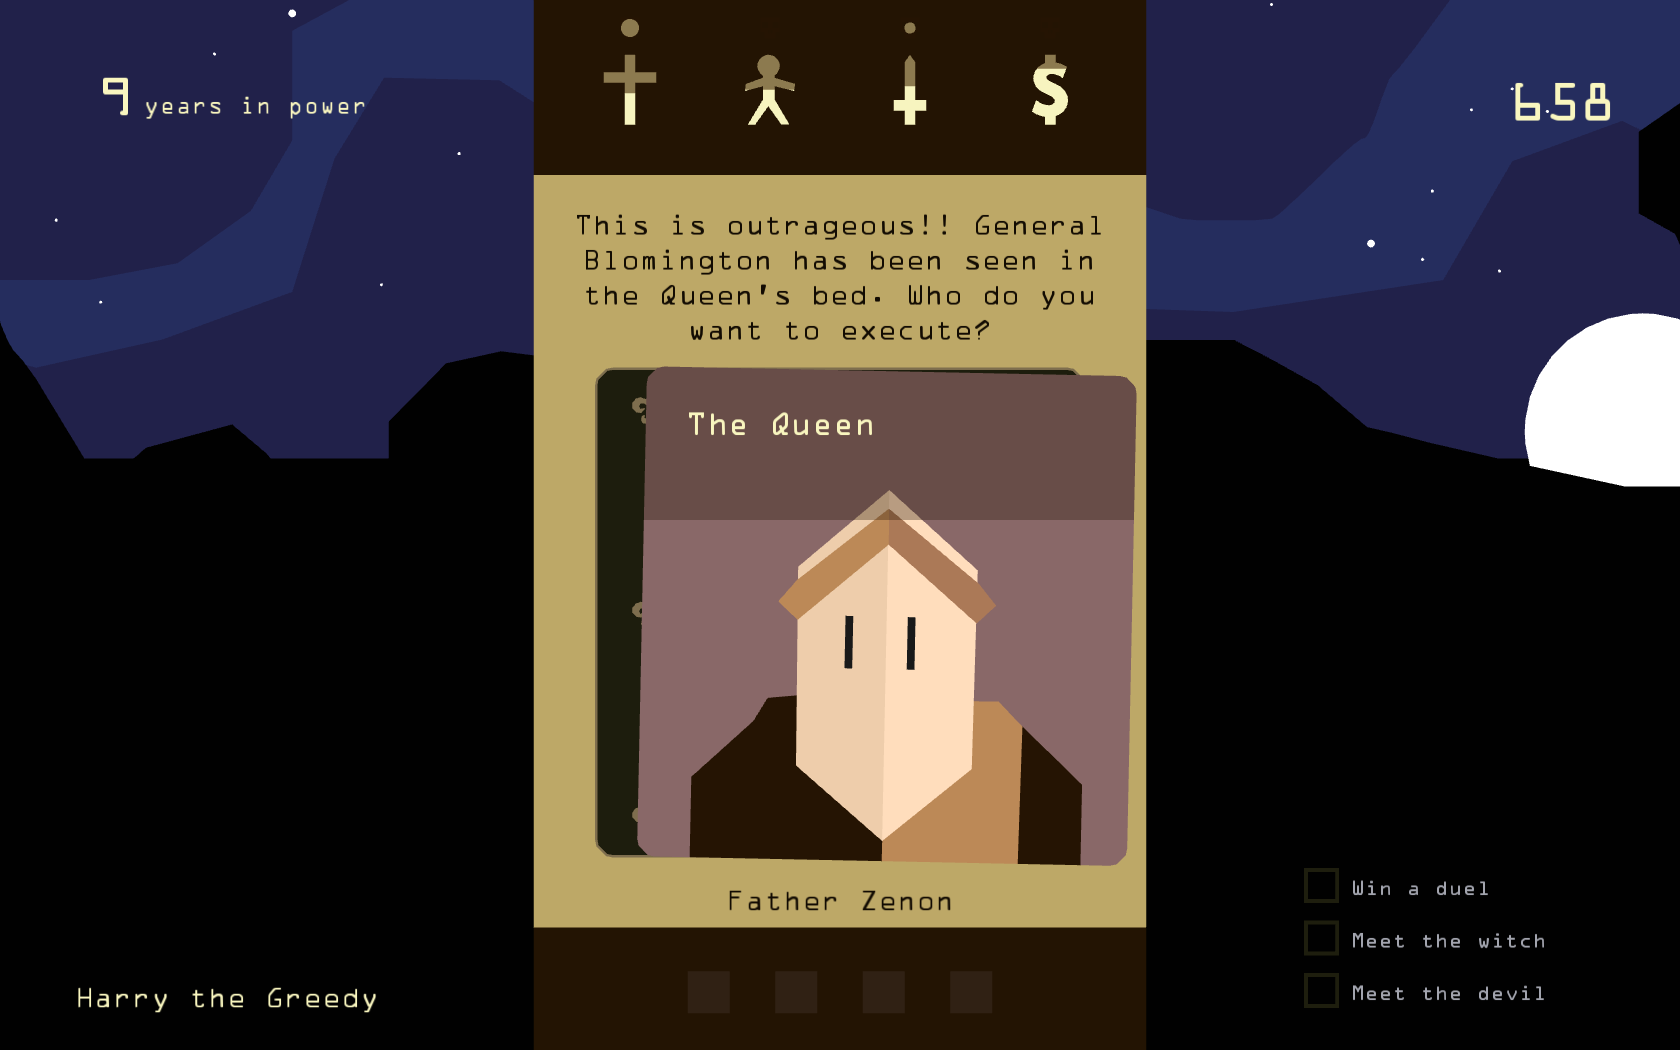 9 years in power
658
This is outrageous!! General
Blomington has been seen in
the Queen's bed. Who do you
want to execute?
The Queen
Father Zenon
Win a duel
Meet the witch
Meet the devil
Harry the Greedy